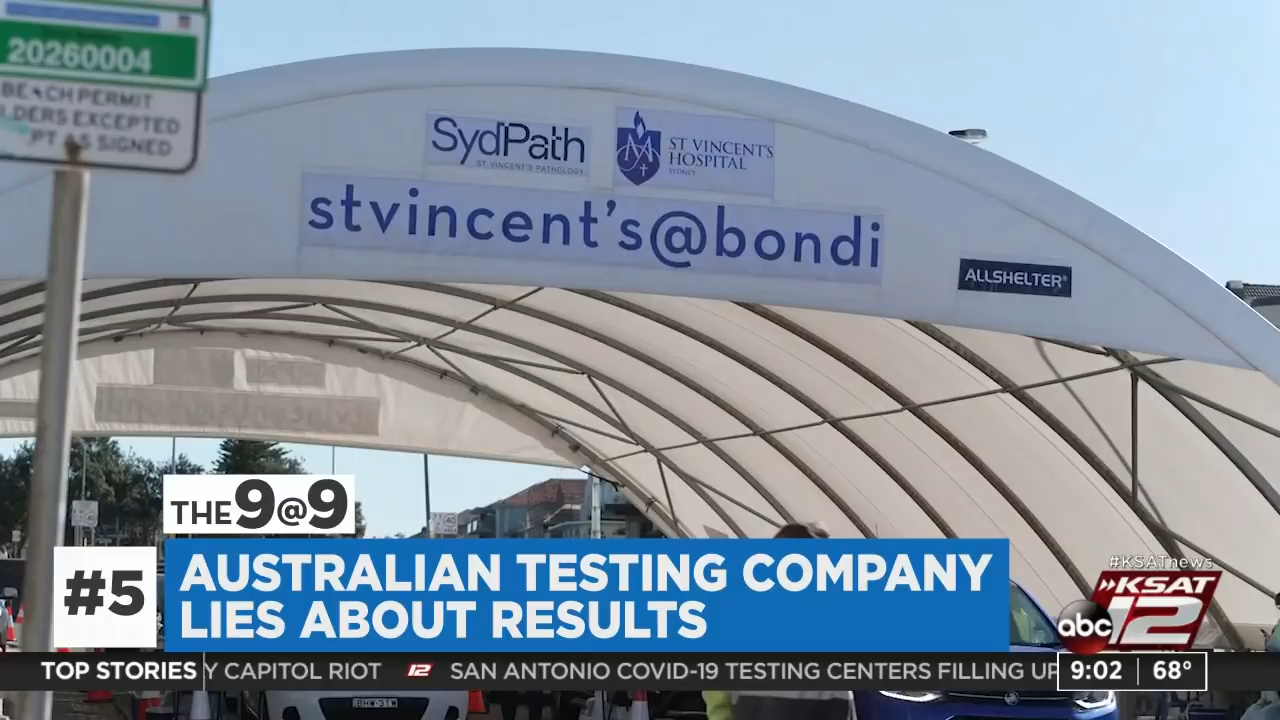 20260004
BEACH PERMIT
LDERS EXCEPTED
PT AS SIGNED
SydPath
ST VINCENT'S PATHOLOGY
ST VINCENT'S
HOSPITAL
SYDNEY
stvincent's@bondi
ALLSHELTER®
THE 9@9
#5
AUSTRALIAN TESTING COMPANY
LIES ABOUT RESULTS
#KSATnews
KSAT
abc 12
TOP STORIES Y CAPITOL RIOT 12 SAN ANTONIO COVID-19 TESTING CENTERS FILLING UP 9:02 68°